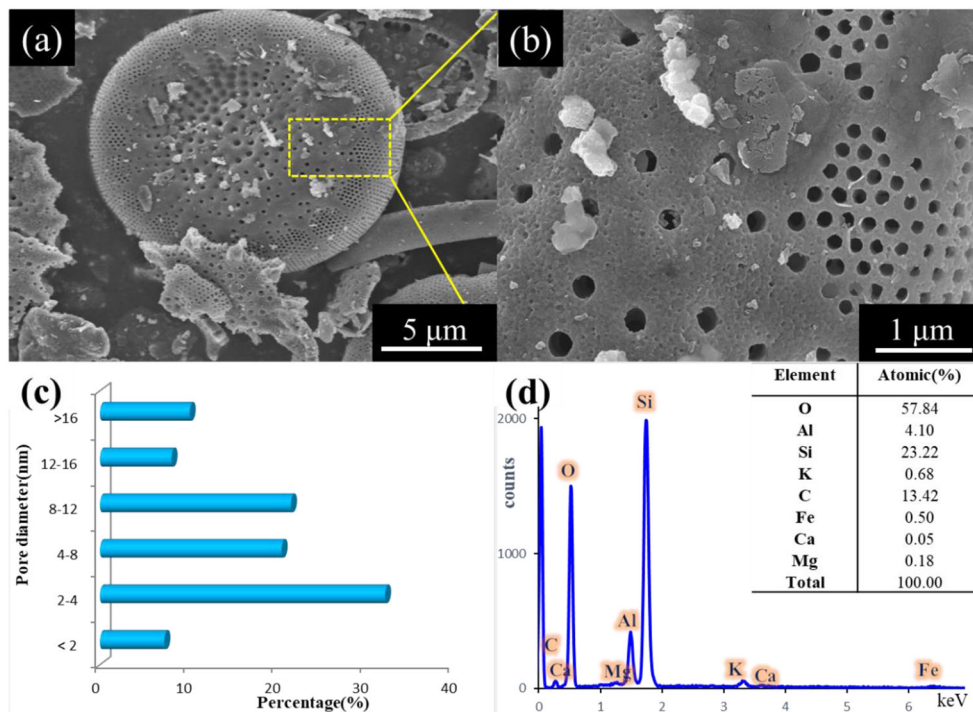 (a)
5 μm
(b)
1 μm
(c)
Pore diameter(nm)
>16
12-16
8-12
4-8
2-4
< 2
0 10 20 30 40
Percentage(%)
(d)
counts
2000
1000
0
Si
O
Al
C
Ca
Mg
K
Ca
Fe
0 1 2 3 4 5 6 keV
Element Atomic(%)
O 57.84
Al 4.10
Si 23.22
K 0.68
C 13.42
Fe 0.50
Ca 0.05
Mg 0.18
Total 100.00